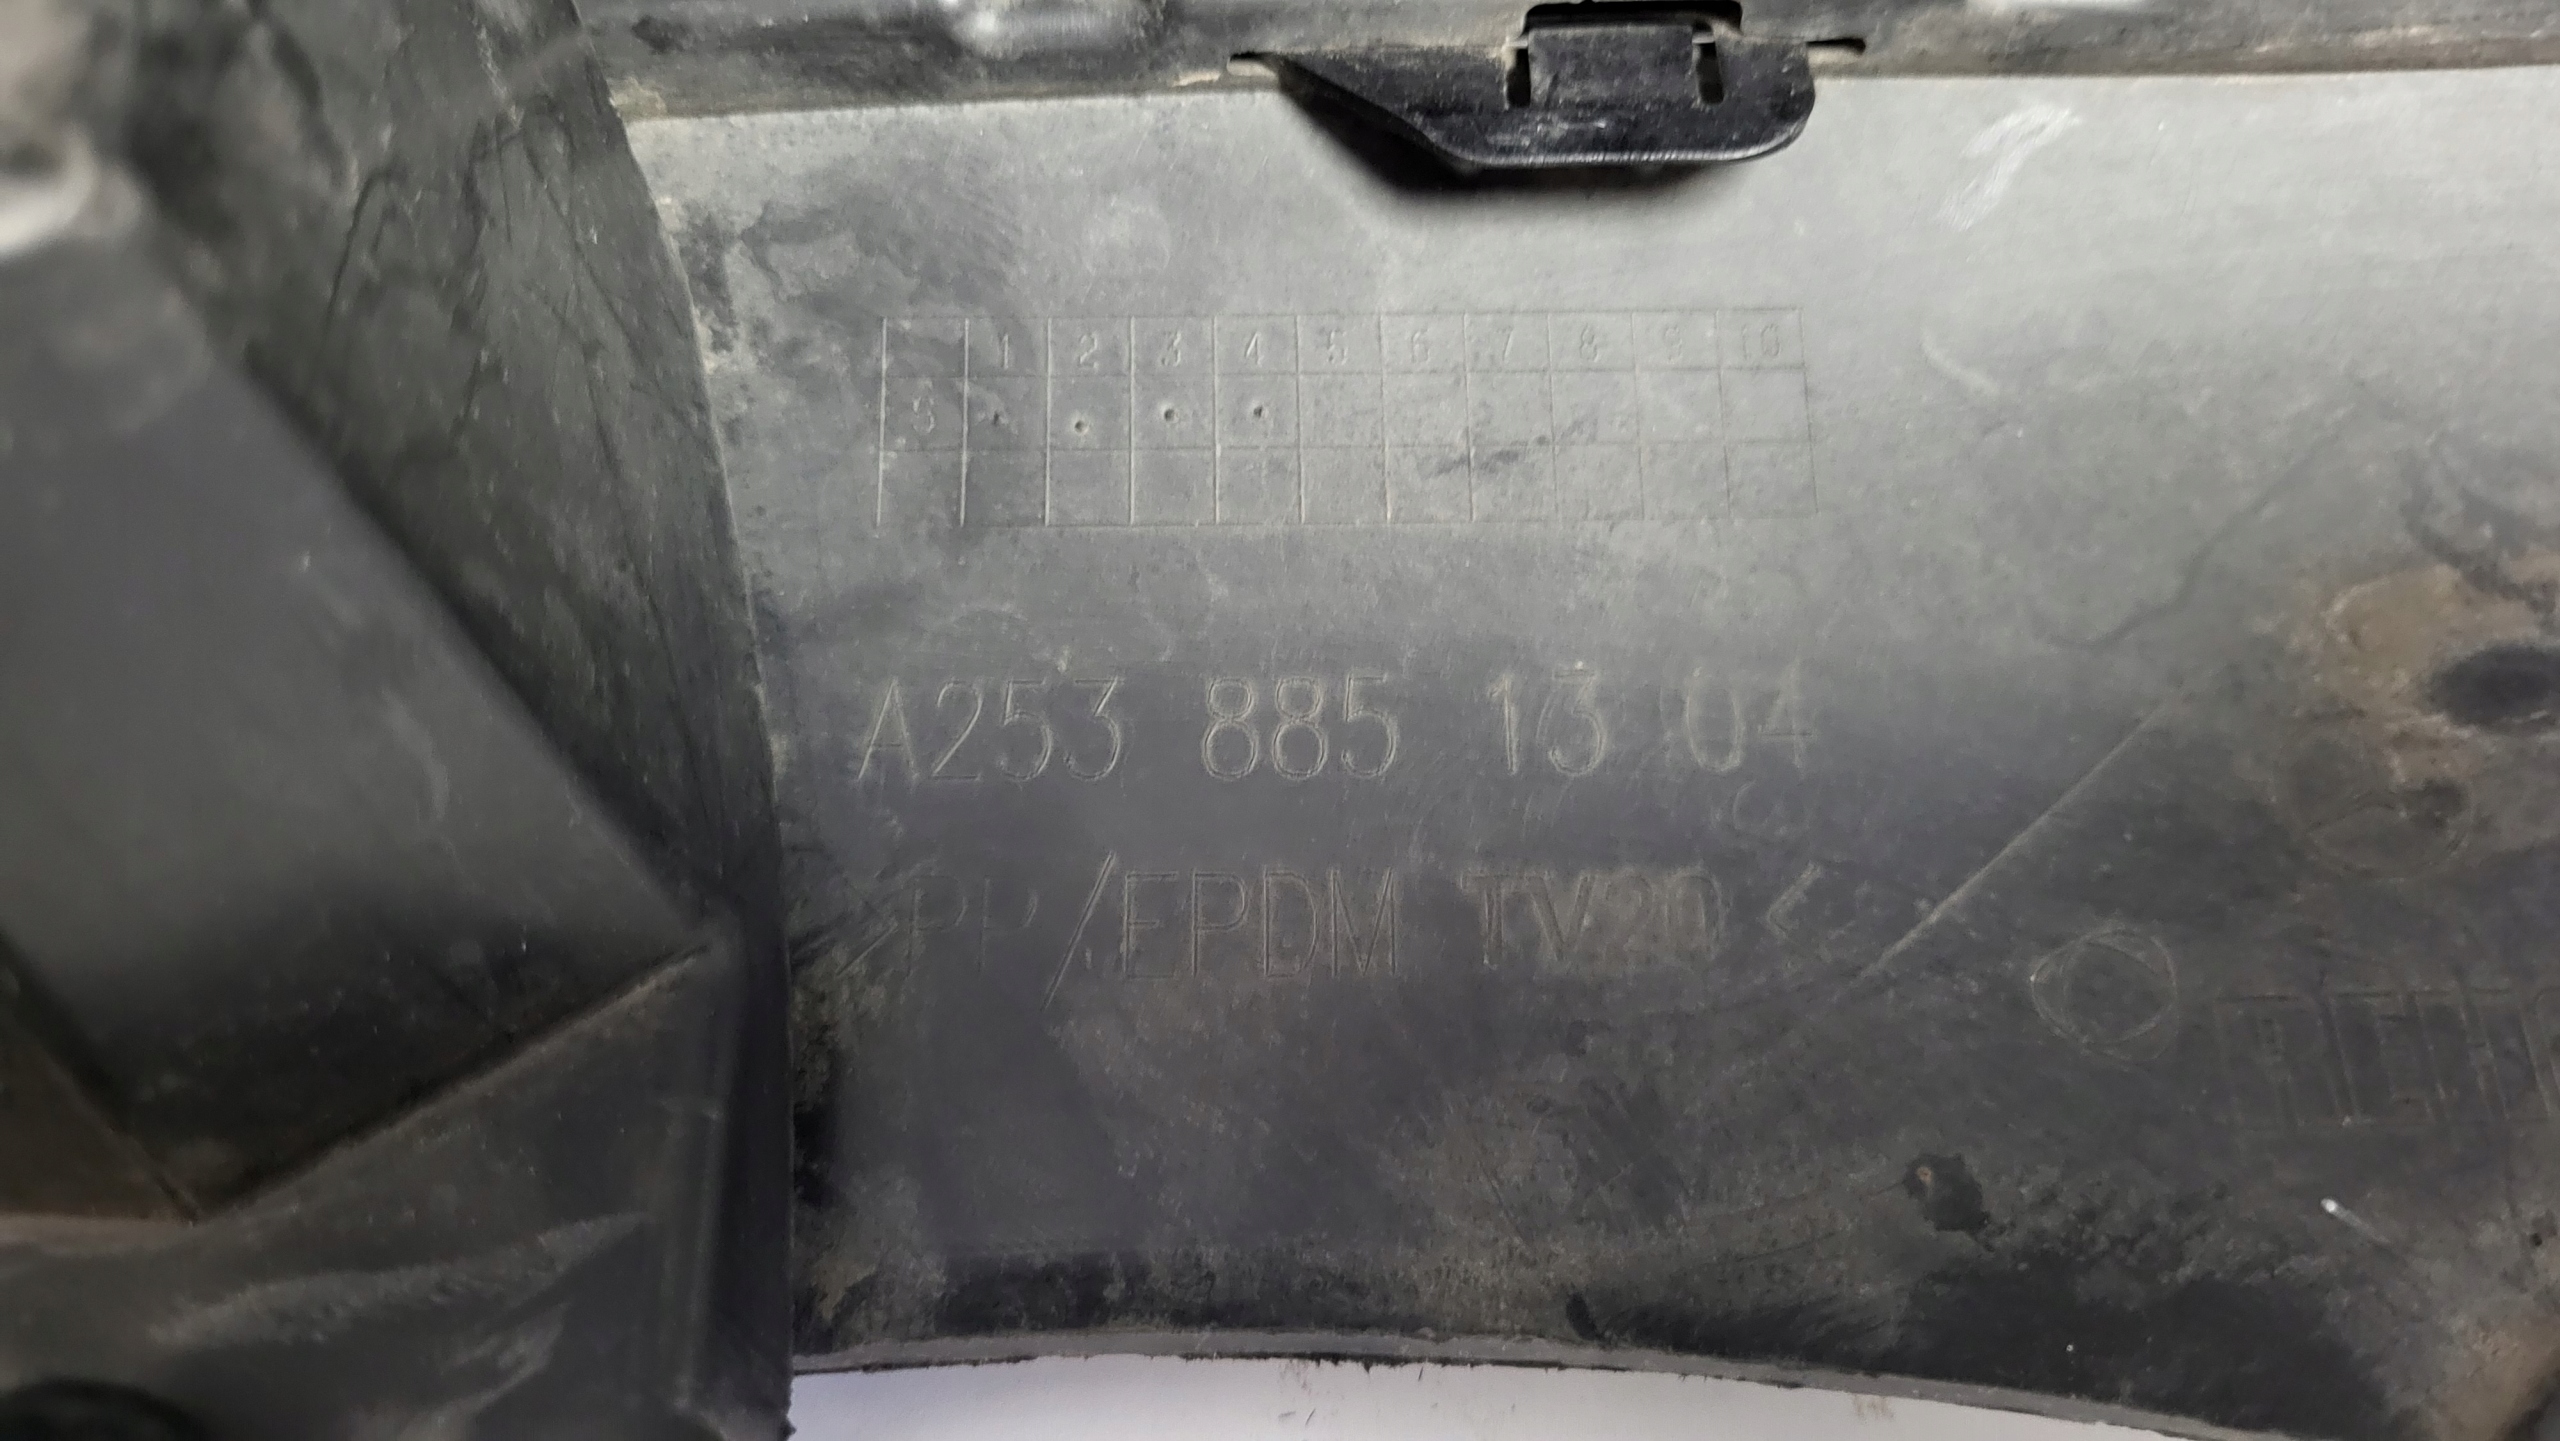 1 2 3 4 5 6 7 8 9 10
S
A253 885 13 04
>PP/EPDM TV20<